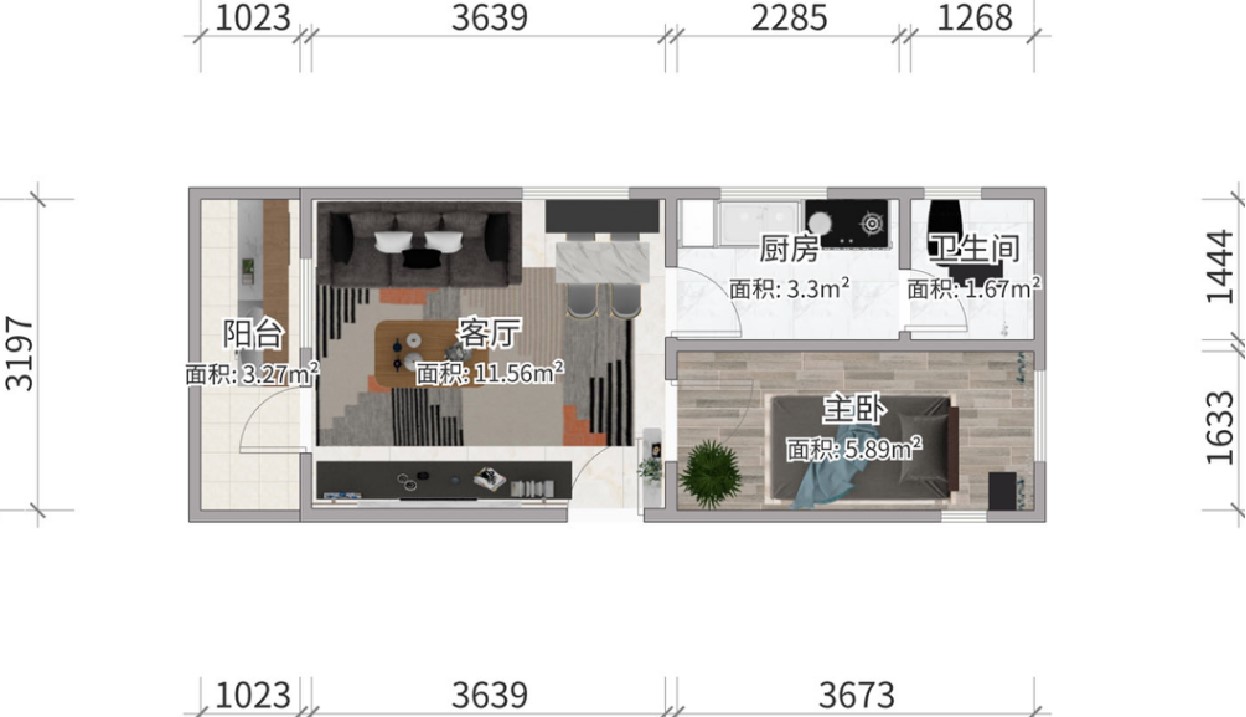 1023
3639
2285
1268
3197
1444
1633
阳台
面积: 3.27m²
客厅
面积: 11.56m²
厨房
面积: 3.3m²
卫生间
面积: 1.67m²
主卧
面积: 5.89m²
1023
3639
3673